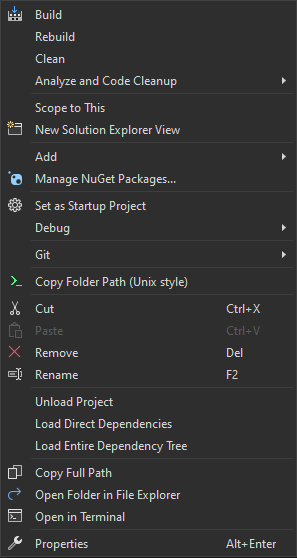 Build
Rebuild
Clean
Analyze and Code Cleanup
Scope to This
New Solution Explorer View
Add
Manage NuGet Packages...
Set as Startup Project
Debug
Git
Copy Folder Path (Unix style)
Cut Ctrl+X
Paste Ctrl+V
Remove Del
Rename F2
Unload Project
Load Direct Dependencies
Load Entire Dependency Tree
Copy Full Path
Open Folder in File Explorer
Open in Terminal
Properties Alt+Enter